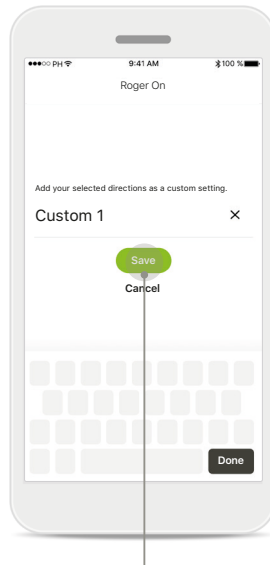 PH 9:41 AM 100 %
Roger On
Add your selected directions as a custom setting.
Custom 1
Save
Cancel
Done